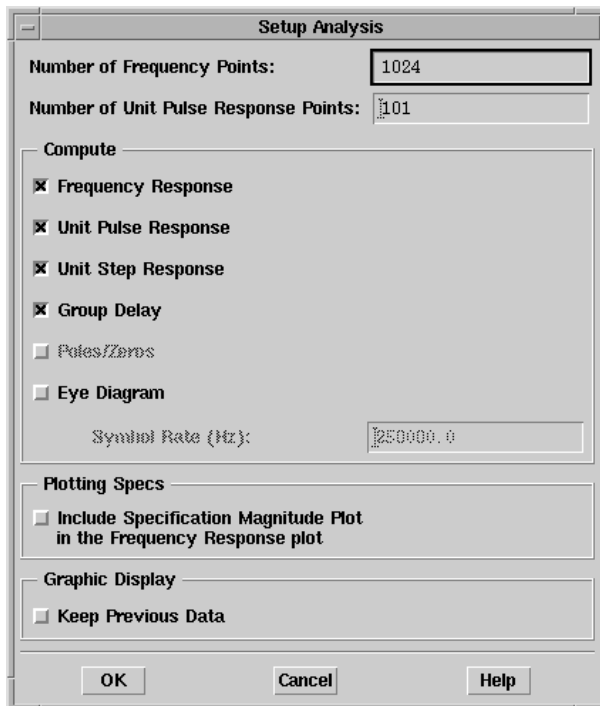 Setup Analysis
Number of Frequency Points: 1024
Number of Unit Pulse Response Points: 101
Compute
Frequency Response
Unit Pulse Response
Unit Step Response
Group Delay
Poles/Zeros
Eye Diagram
Symbol Rate (Hz): 250000.0
Plotting Specs
Include Specification Magnitude Plot
in the Frequency Response plot
Graphic Display
Keep Previous Data
OK Cancel Help